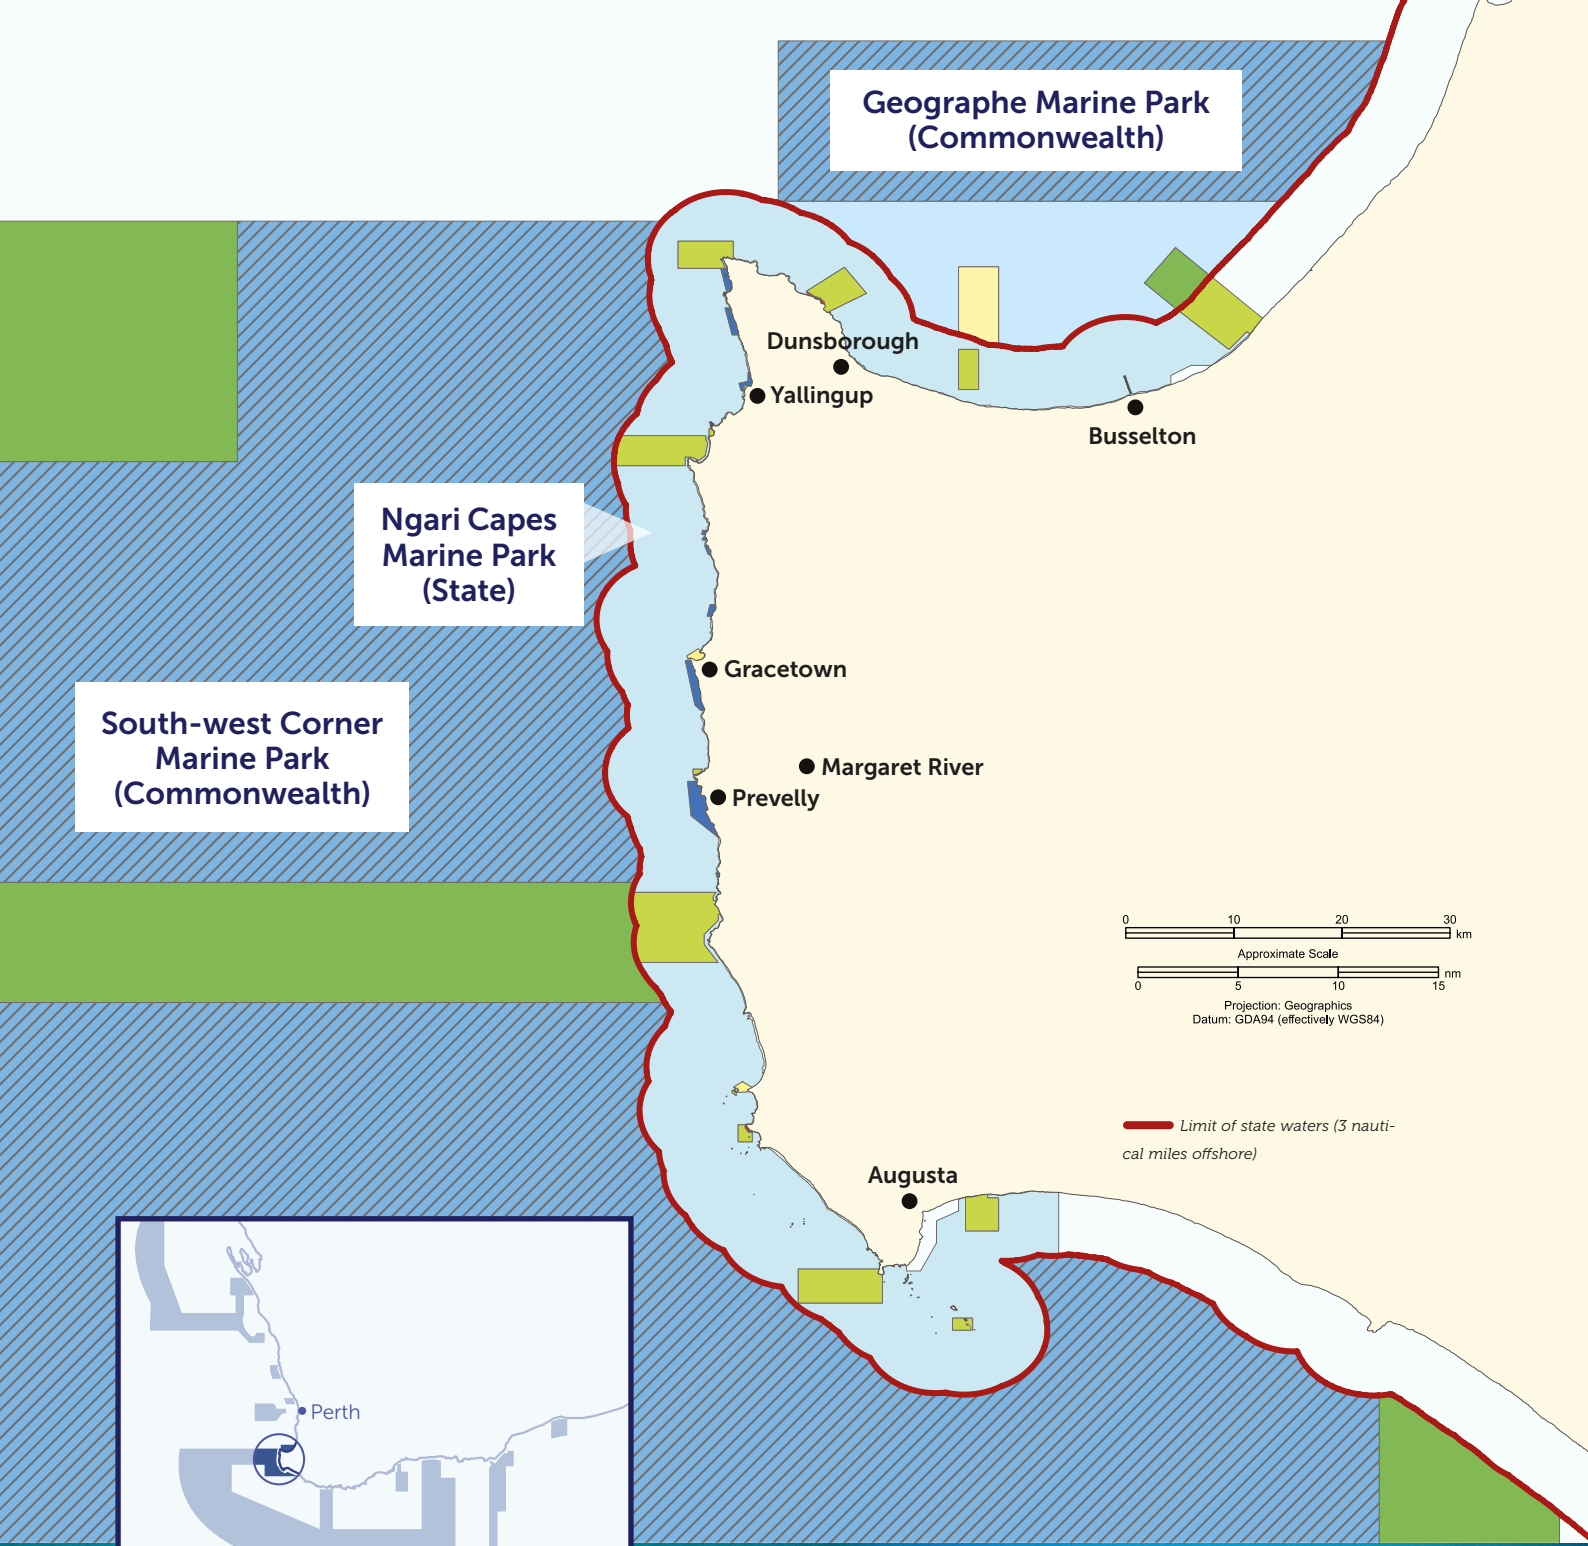 Geographe Marine Park
(Commonwealth)
Dunsborough
Yallingup
Busselton
Ngari Capes
Marine Park
(State)
Gracetown
South-west Corner
Marine Park
(Commonwealth)
Margaret River
Prevelly
0 10 20 30
km
Approximate Scale
nm
0 5 10 15
Projection: Geographics
Datum: GDA94 (effectively WGS84)
Limit of state waters (3 nauti-
cal miles offshore)
Augusta
Perth